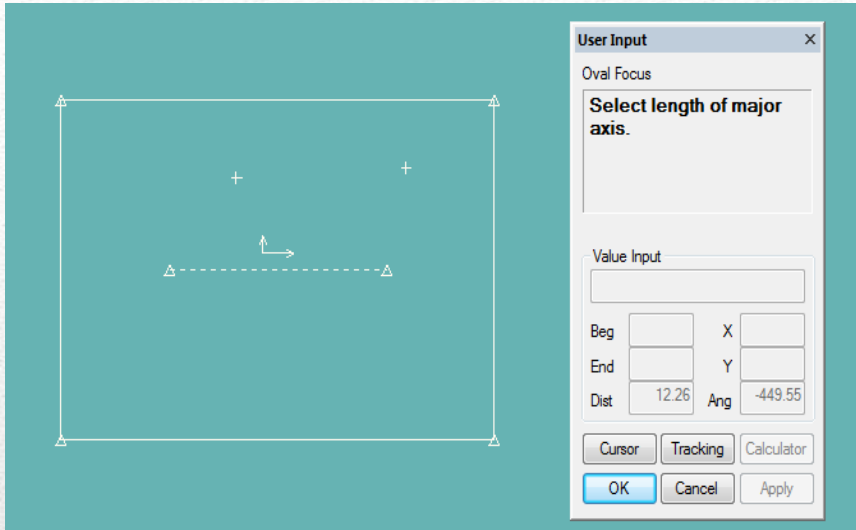 User Input
Oval Focus
Select length of major
axis.
Value Input
Beg X
End Y
Dist 12.26 Ang -449.55
Cursor Tracking Calculator
OK Cancel Apply